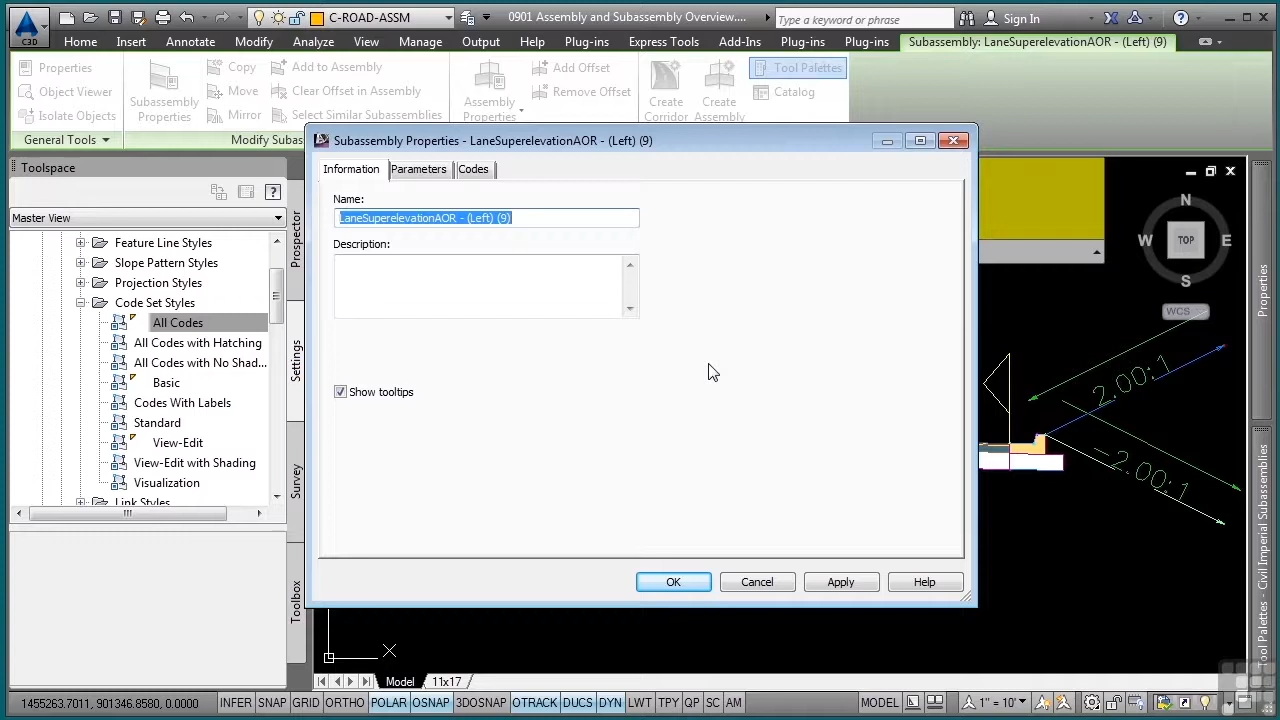 C-ROAD-ASSM
0901 Assembly and Subassembly Overview....
Type a keyword or phrase
Sign In
C3D
Home Insert Annotate Modify Analyze View Manage Output Help Plug-ins Express Tools Add-Ins Plug-ins Plug-ins Subassembly: LaneSuperelevationAOR - (Left) (9)
Properties
Object Viewer
Isolate Objects
General Tools
Subassembly
Properties
Copy
Move
Mirror
Add to Assembly
Clear Offset in Assembly
Select Similar Subassemblies
Modify Subas
Assembly
Properties
Add Offset
Remove Offset
Create
Corridor
Create
Assembly
Tool Palettes
Catalog
Toolspace
Master View
Feature Line Styles
Slope Pattern Styles
Projection Styles
Code Set Styles
All Codes
All Codes with Hatching
All Codes with No Shad...
Basic
Codes With Labels
Standard
View-Edit
View-Edit with Shading
Visualization
Link Styles
Prospector
Settings
Survey
Toolbox
Subassembly Properties - LaneSuperelevationAOR - (Left) (9)
Information Parameters Codes
Name:
LaneSuperelevationAOR - (Left) (9)
Description:
Show tooltips
OK Cancel Apply Help
N
W TOP E
S
WCS
2.00:1
-2.00:1
Properties
Tool Palettes - Civil Imperial Subassemblies
X
Model 11x17
1455263.7011, 901346.8580, 0.0000 INFER SNAP GRID ORTHO POLAR OSNAP 3DOSNAP OTRACK DUCS DYN LWT TPY QP SC AM MODEL 1" = 10'